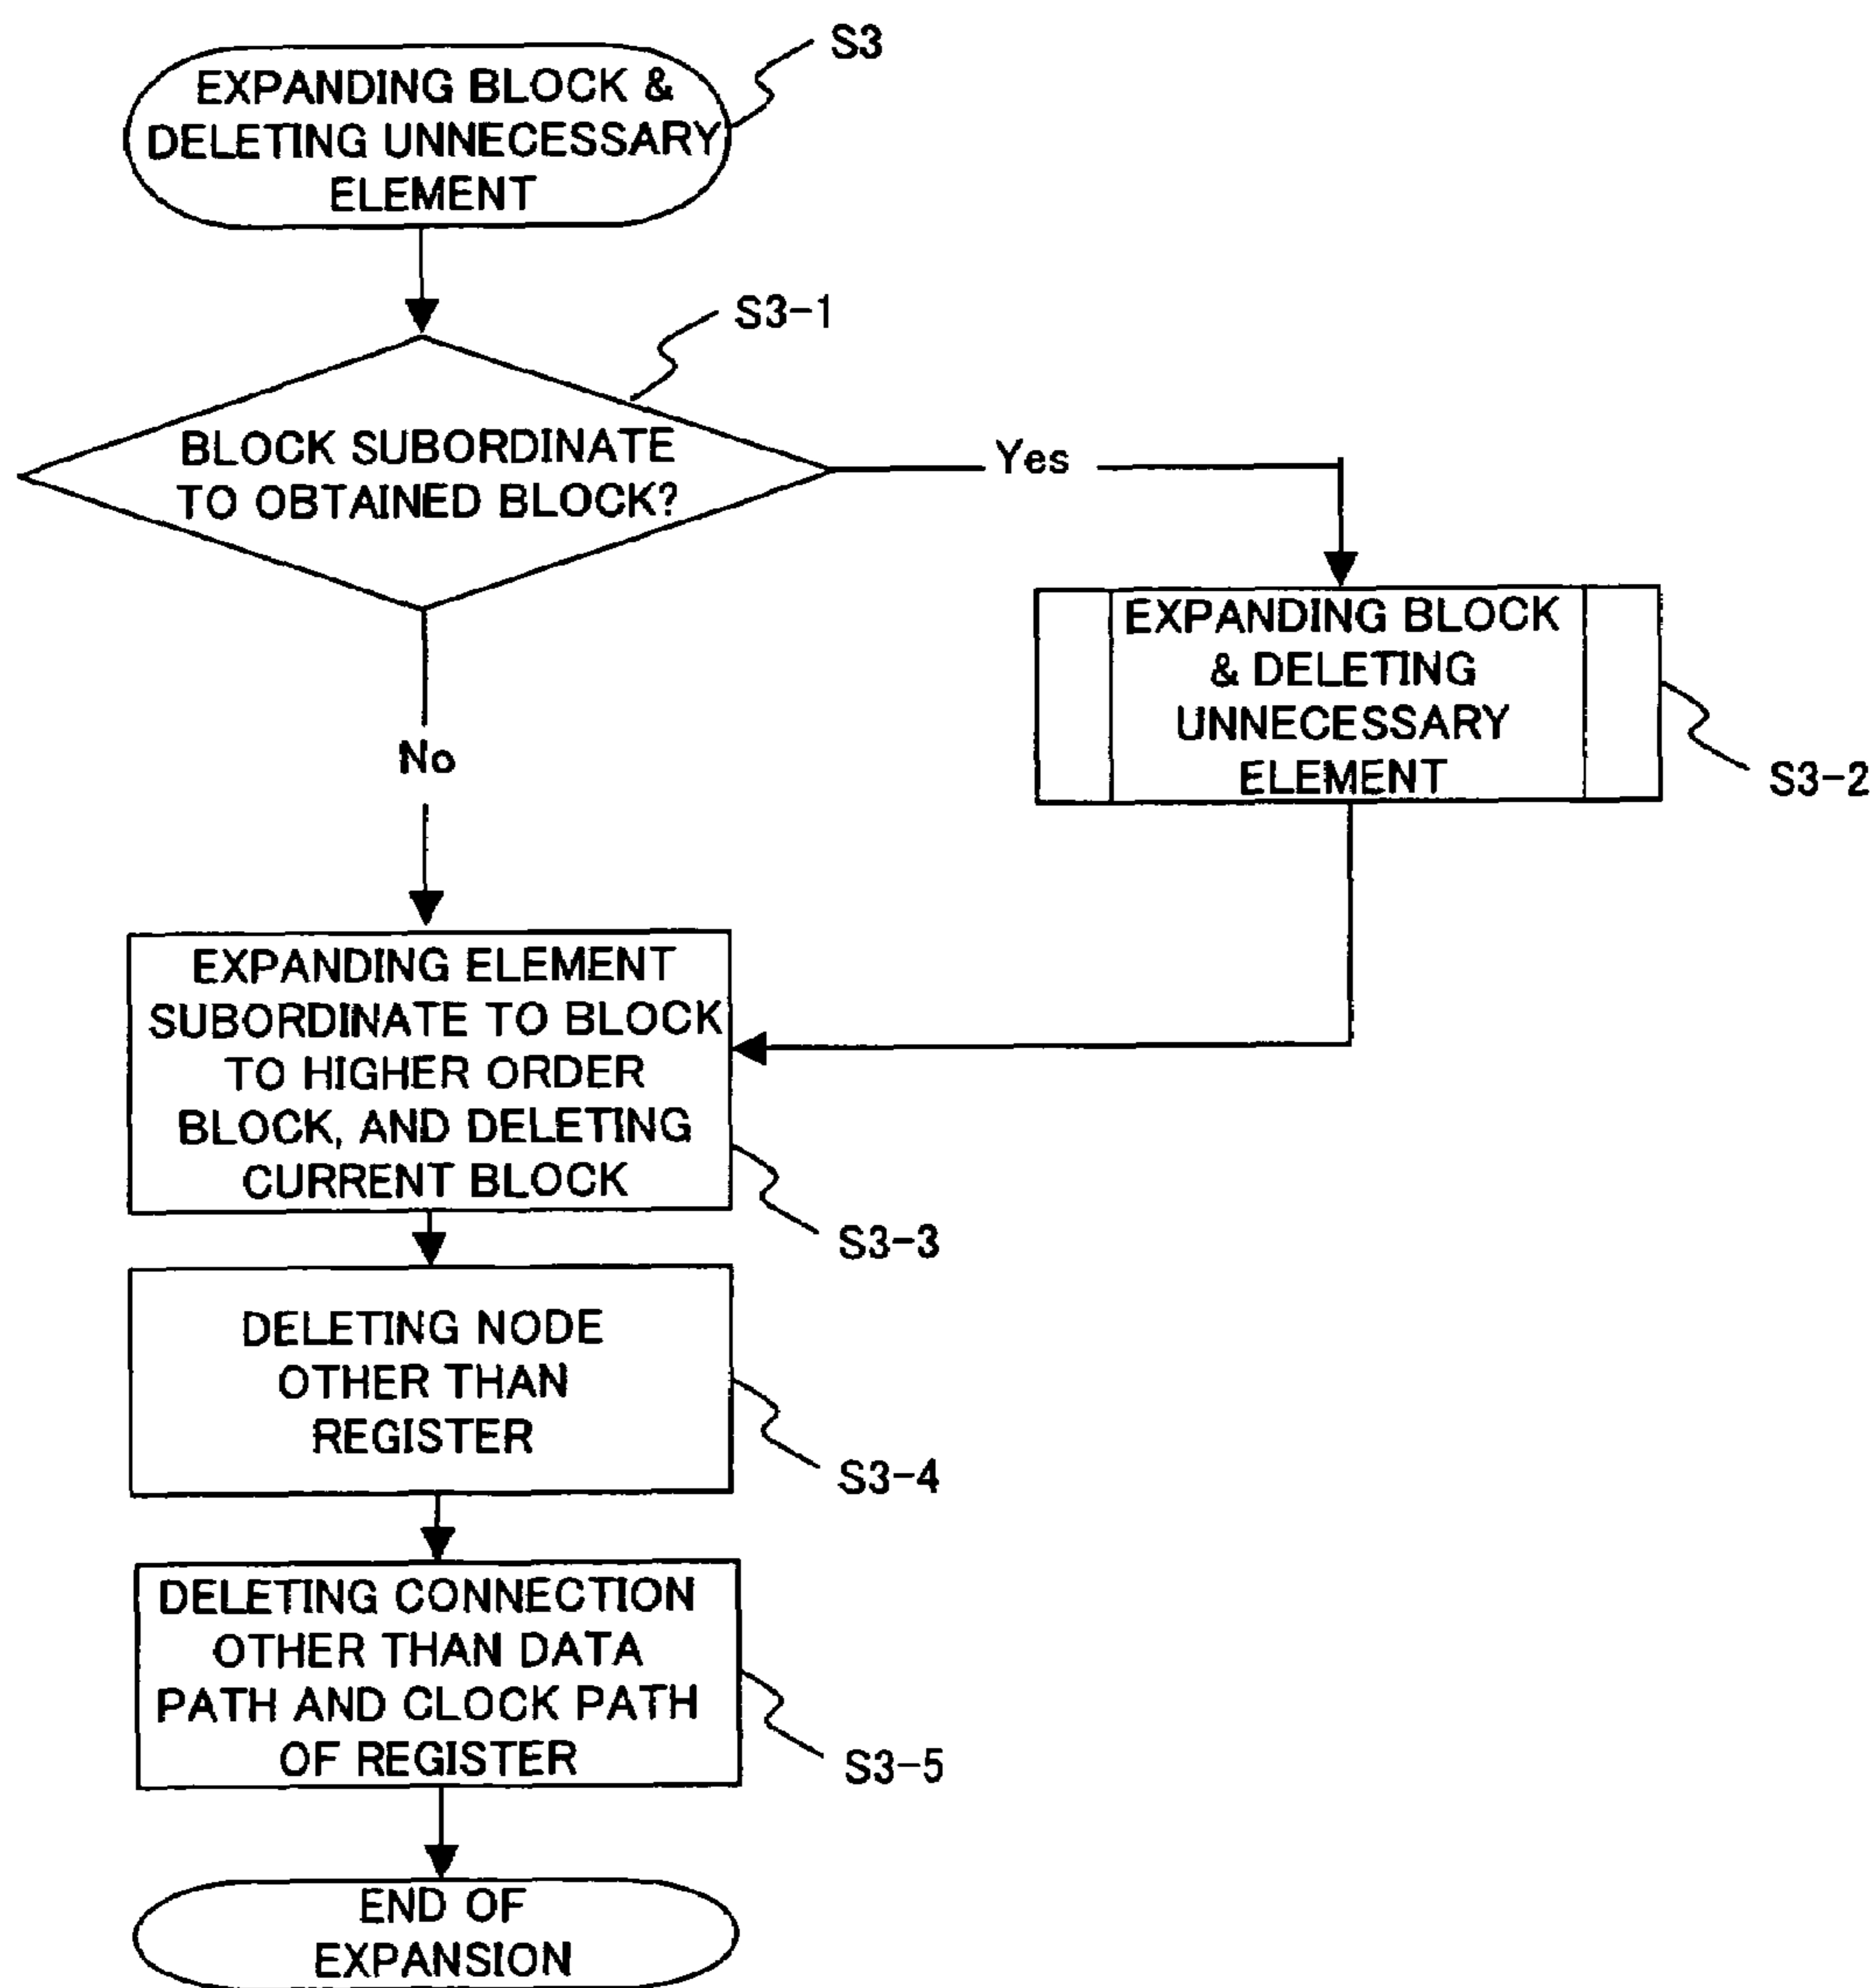 S3
EXPANDING BLOCK &
DELETING UNNECESSARY
ELEMENT
S3-1
BLOCK SUBORDINATE
TO OBTAINED BLOCK?
Yes
EXPANDING BLOCK
& DELETING
UNNECESSARY
ELEMENT
S3-2
No
EXPANDING ELEMENT
SUBORDINATE TO BLOCK
TO HIGHER ORDER
BLOCK, AND DELETING
CURRENT BLOCK
S3-3
DELETING NODE
OTHER THAN
REGISTER
S3-4
DELETING CONNECTION
OTHER THAN DATA
PATH AND CLOCK PATH
OF REGISTER
S3-5
END OF
EXPANSION